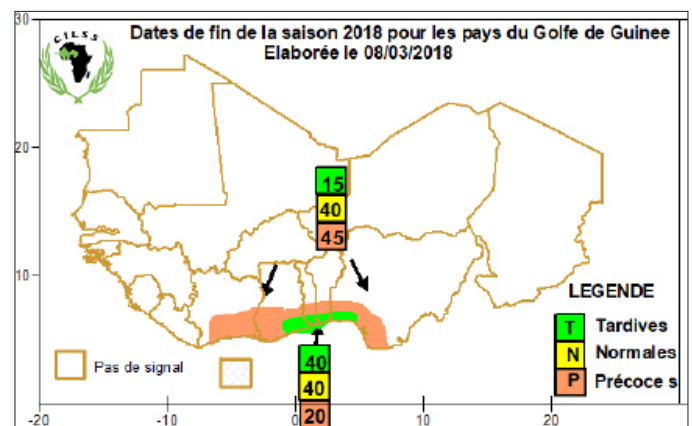 30
CILSS
Dates de fin de la saison 2018 pour les pays du Golfe de Guinee
Elaborée le 08/03/2018
20
15
40
45
10
LEGENDE
T Tardives
N Normales
P Précoce s
Pas de signal
40
40
20
-20 -10 0 10 20